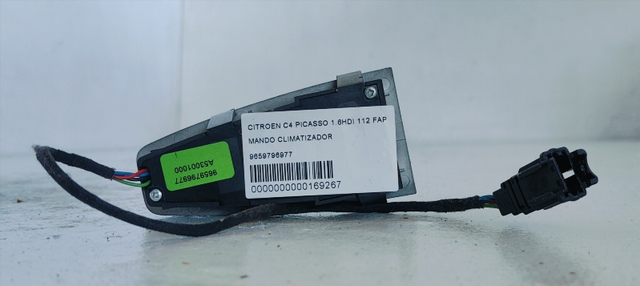 CITROEN C4 PICASSO 1.6HDI 112 FAP
MANDO CLIMATIZADOR
9659796977
0000000000169267
9659796977
A53001000